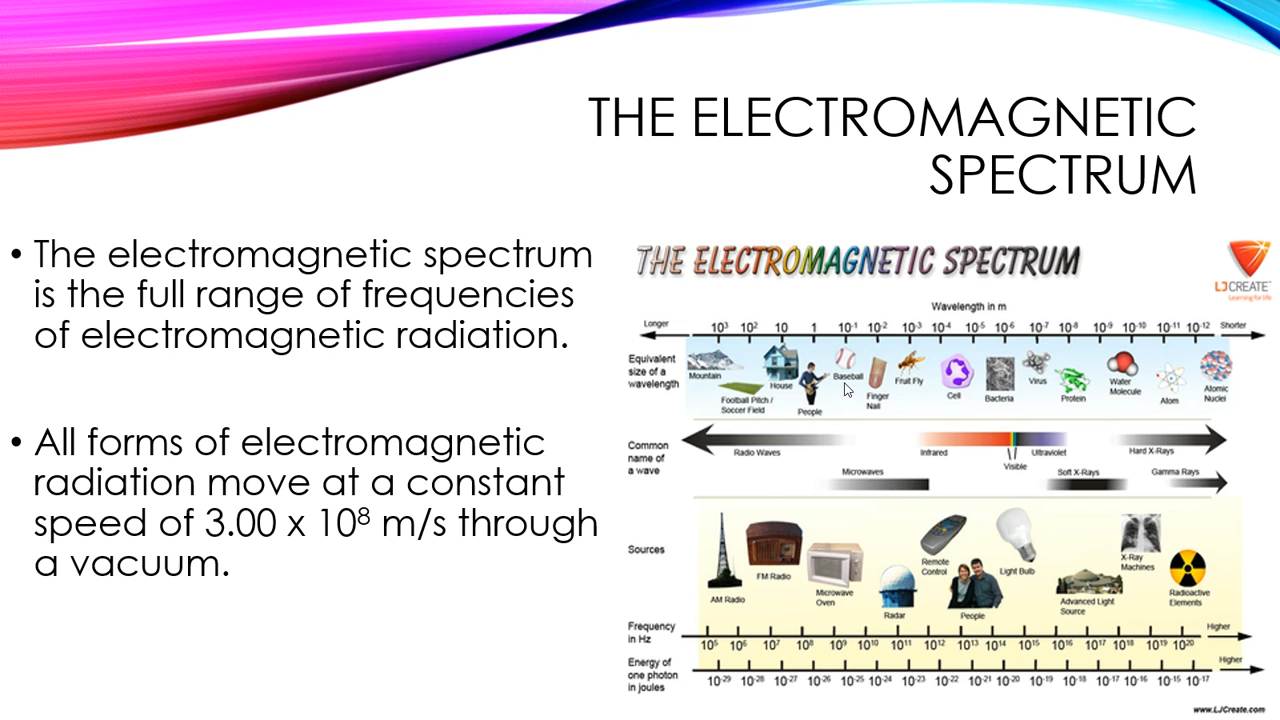 THE ELECTROMAGNETIC
SPECTRUM
• The electromagnetic spectrum
is the full range of frequencies
of electromagnetic radiation.
• All forms of electromagnetic
radiation move at a constant
speed of 3.00 x 10⁸ m/s through
a vacuum.
THE ELECTROMAGNETIC SPECTRUM
LJCREATE
Learning for life
Wavelength in m
Longer 10³ 10² 10 1 10⁻¹ 10⁻² 10⁻³ 10⁻⁴ 10⁻⁵ 10⁻⁶ 10⁻⁷ 10⁻⁸ 10⁻⁹ 10⁻¹⁰ 10⁻¹¹ 10⁻¹² Shorter
Equivalent
size of a
wavelength
Mountain
Football Pitch /
Soccer Field
House
People
Baseball
Finger
Nail
Fruit Fly
Cell
Bacteria
Virus
Protein
Water
Molecule
Atom
Atomic
Nuclei
Common
name of
a wave
Radio Waves
Microwaves
Infrared
Visible
Ultraviolet
Soft X-Rays
Hard X-Rays
Gamma Rays
Sources
AM Radio
FM Radio
Microwave
Oven
Radar
Remote
Control
People
Light Bulb
Advanced Light
Source
X-Ray
Machines
Radioactive
Elements
Frequency
in Hz
10⁵ 10⁶ 10⁷ 10⁸ 10⁹ 10¹⁰ 10¹¹ 10¹² 10¹³ 10¹⁴ 10¹⁵ 10¹⁶ 10¹⁷ 10¹⁸ 10¹⁹ 10²⁰ Higher
Energy of
one photon
in joules
10⁻²⁹ 10⁻²⁸ 10⁻²⁷ 10⁻²⁶ 10⁻²⁵ 10⁻²⁴ 10⁻²³ 10⁻²² 10⁻²¹ 10⁻²⁰ 10⁻¹⁹ 10⁻¹⁸ 10⁻¹⁷ 10⁻¹⁶ 10⁻¹⁵ 10⁻¹⁷ Higher
www.LJCreate.com